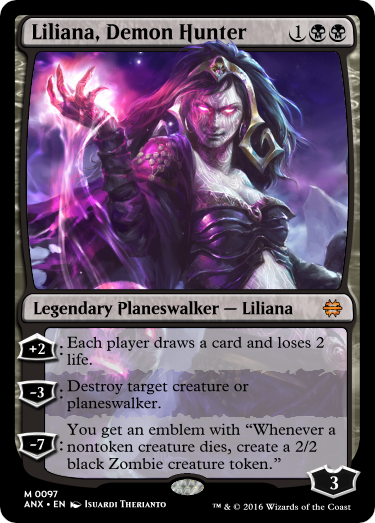 Liliana, Demon Hunter 1
Legendary Planeswalker — Liliana
+2: Each player draws a card and loses 2
life.
-3: Destroy target creature or
planeswalker.
-7: You get an emblem with “Whenever a
nontoken creature dies, create a 2/2
black Zombie creature token.”
3
M 0097
ANX • EN Isuardi Therianto
™ & © 2016 Wizards of the Coast